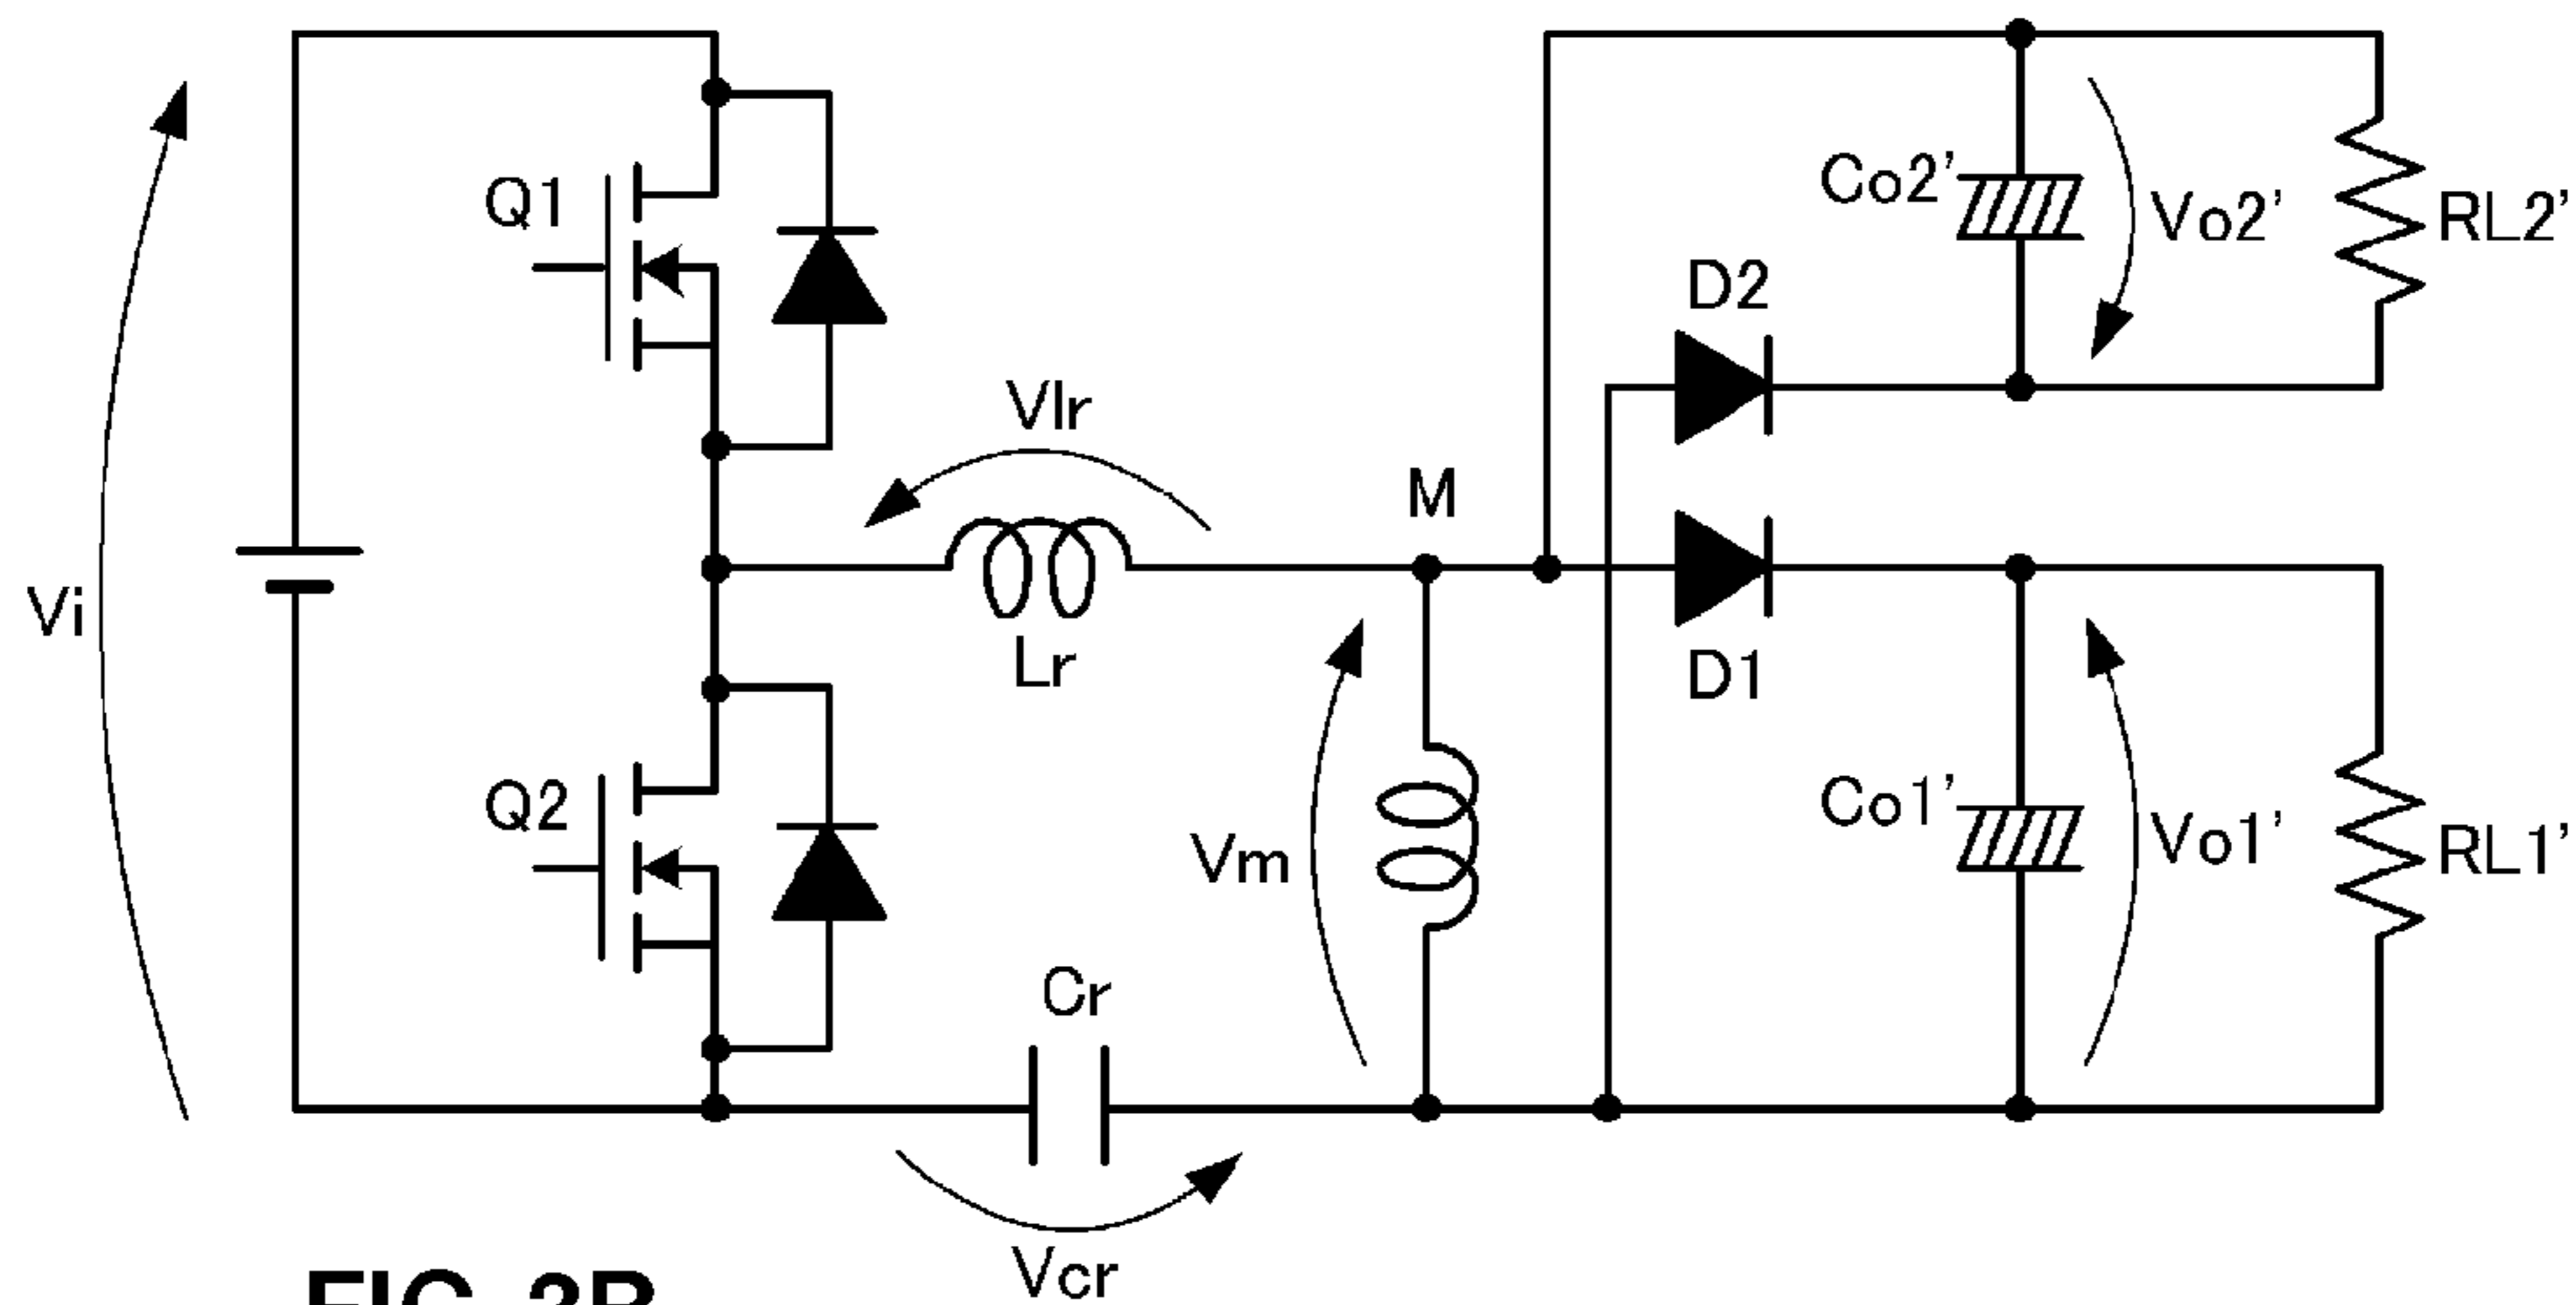 Q1
Co2'
Vo2'
RL2'
D2
Vlr
M
Vi
Lr
D1
Q2
Vm
Co1'
Vo1'
RL1'
Cr
Vcr